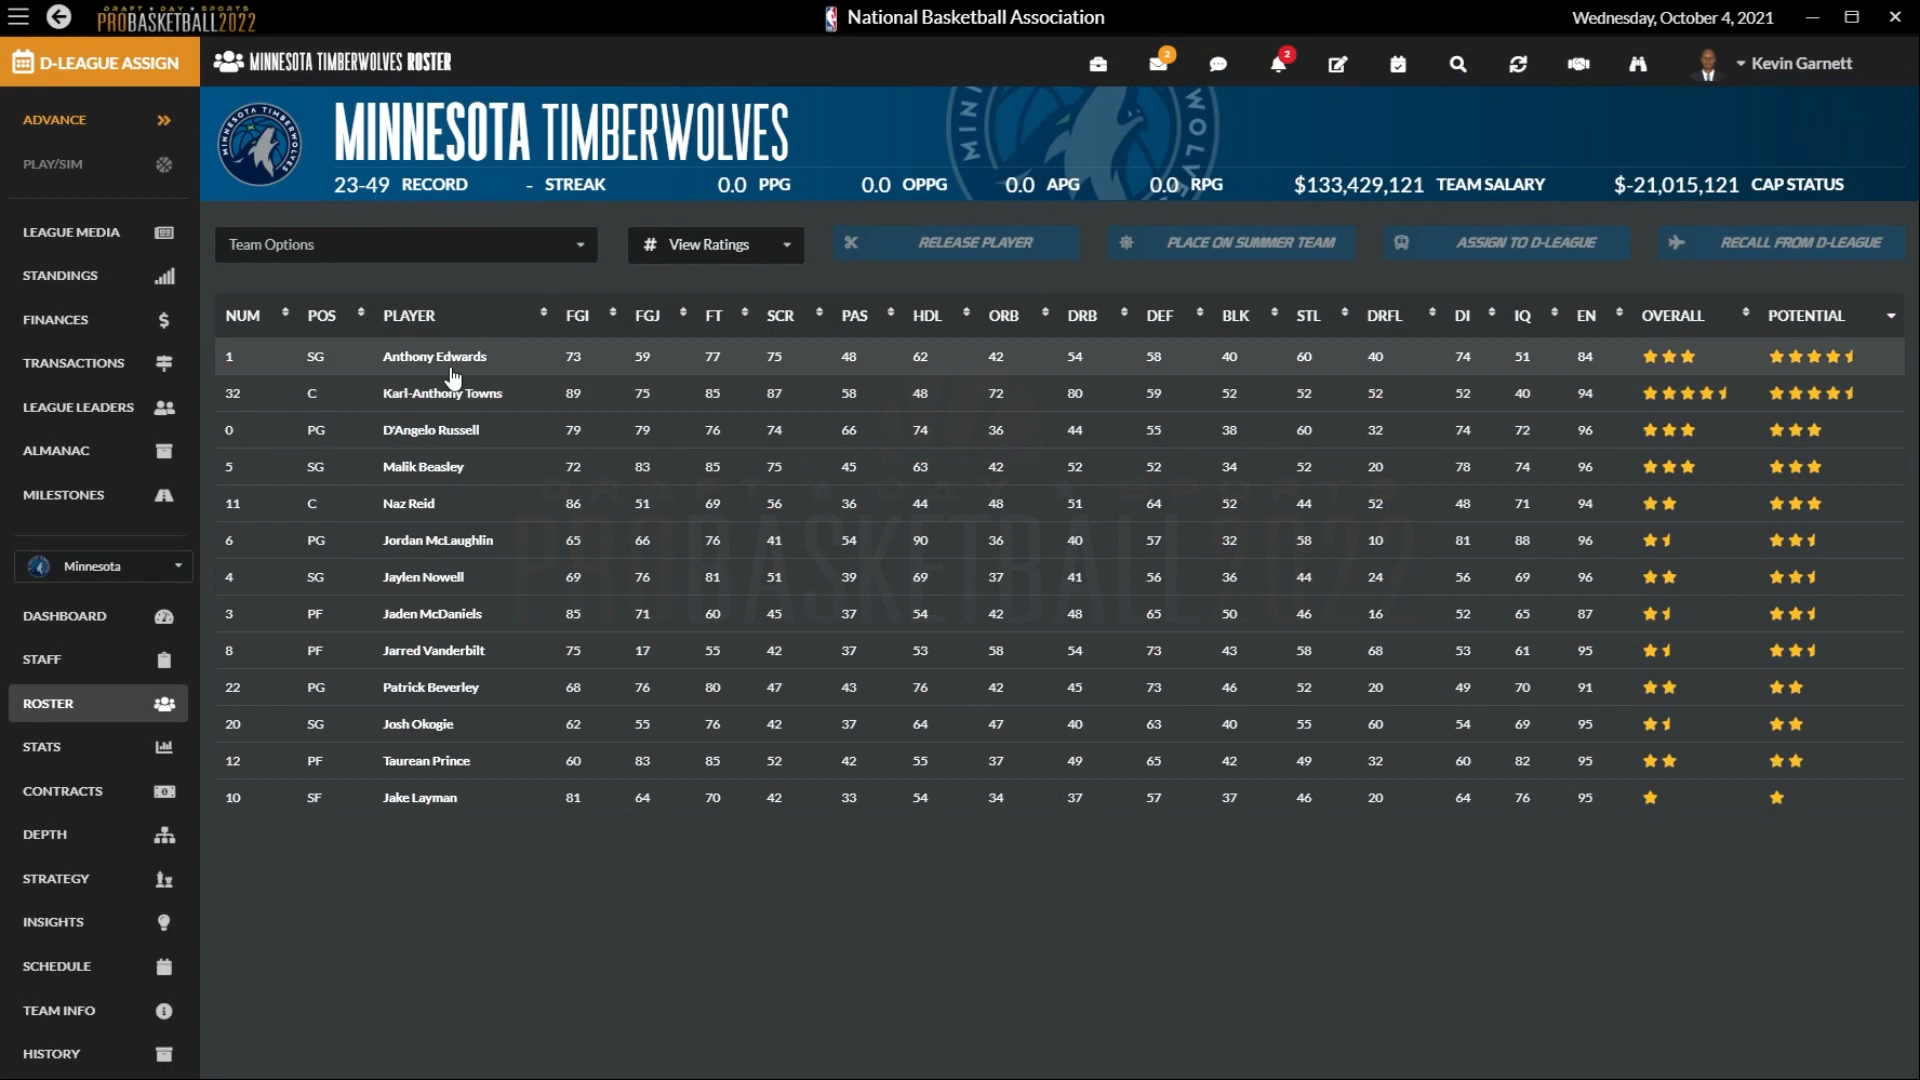 DRAFT DAY SPORTS
PROBASKETBALL2022
National Basketball Association
Wednesday, October 4, 2021
D-LEAGUE ASSIGN
MINNESOTA TIMBERWOLVES ROSTER
2
2
Kevin Garnett
ADVANCE
PLAY/SIM
LEAGUE MEDIA
STANDINGS
FINANCES
TRANSACTIONS
LEAGUE LEADERS
ALMANAC
MILESTONES
Minnesota
DASHBOARD
STAFF
ROSTER
STATS
CONTRACTS
DEPTH
STRATEGY
INSIGHTS
SCHEDULE
TEAM INFO
HISTORY
MINNESOTA TIMBERWOLVES
MINNESOTA TIMBERWOLVES
23-49 RECORD - STREAK 0.0 PPG 0.0 OPPG 0.0 APG 0.0 RPG $133,429,121 TEAM SALARY $-21,015,121 CAP STATUS
Team Options # View Ratings RELEASE PLAYER PLACE ON SUMMER TEAM ASSIGN TO D-LEAGUE RECALL FROM D-LEAGUE
NUM POS PLAYER FGI FGJ FT SCR PAS HDL ORB DRB DEF BLK STL DRFL DI IQ EN OVERALL POTENTIAL
1 SG Anthony Edwards 73 59 77 75 48 62 42 54 58 40 60 40 74 51 84
32 C Karl-Anthony Towns 89 75 85 87 58 48 72 80 59 52 52 52 52 40 94
0 PG D'Angelo Russell 79 79 76 74 66 74 36 44 55 38 60 32 74 72 96
5 SG Malik Beasley 72 83 85 75 45 63 42 52 52 34 52 20 78 74 96
11 C Naz Reid 86 51 69 56 36 44 48 51 64 52 44 52 48 71 94
6 PG Jordan McLaughlin 65 66 76 41 54 90 36 40 57 32 58 10 81 88 96
4 SG Jaylen Nowell 69 76 81 51 39 69 37 41 56 36 44 24 56 69 96
3 PF Jaden McDaniels 85 71 60 45 37 54 42 48 65 50 46 16 52 65 87
8 PF Jarred Vanderbilt 75 17 55 42 37 53 58 54 73 43 58 68 53 61 95
22 PG Patrick Beverley 68 76 80 47 43 76 42 45 73 46 52 20 49 70 91
20 SG Josh Okogie 62 55 76 42 37 64 47 40 63 40 55 60 54 69 95
12 PF Taurean Prince 60 83 85 52 42 55 37 49 65 42 49 32 60 82 95
10 SF Jake Layman 81 64 70 42 33 54 34 37 57 37 46 20 64 76 95
DRAFT DAY SPORTS
PROBASKETBALL 2022